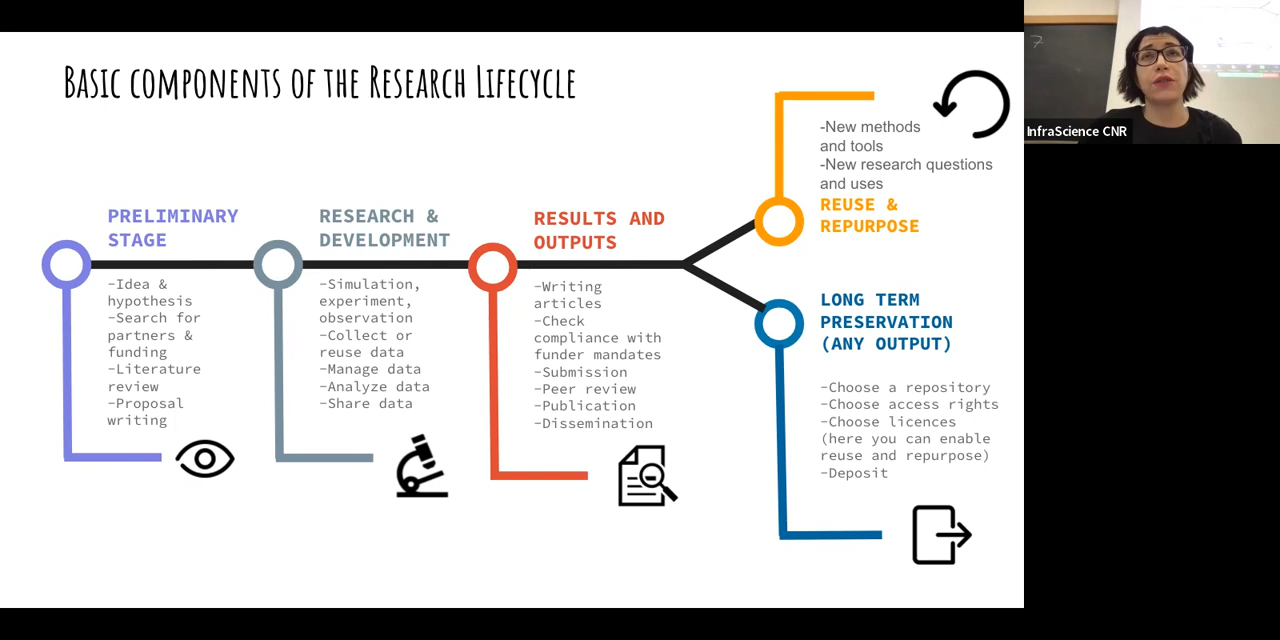 Basic components of the Research Lifecycle
PRELIMINARY
STAGE
-Idea &
hypothesis
-Search for
partners &
funding
-Literature
review
-Proposal
writing
RESEARCH &
DEVELOPMENT
-Simulation,
experiment,
observation
-Collect or
reuse data
-Manage data
-Analyze data
-Share data
RESULTS AND
OUTPUTS
-Writing
articles
-Check
compliance with
funder mandates
-Submission
-Peer review
-Publication
-Dissemination
-New methods
and tools
-New research questions
and uses
REUSE &
REPURPOSE
LONG TERM
PRESERVATION
(ANY OUTPUT)
-Choose a repository
-Choose access rights
-Choose licences
(here you can enable
reuse and repurpose)
-Deposit
InfraScience CNR